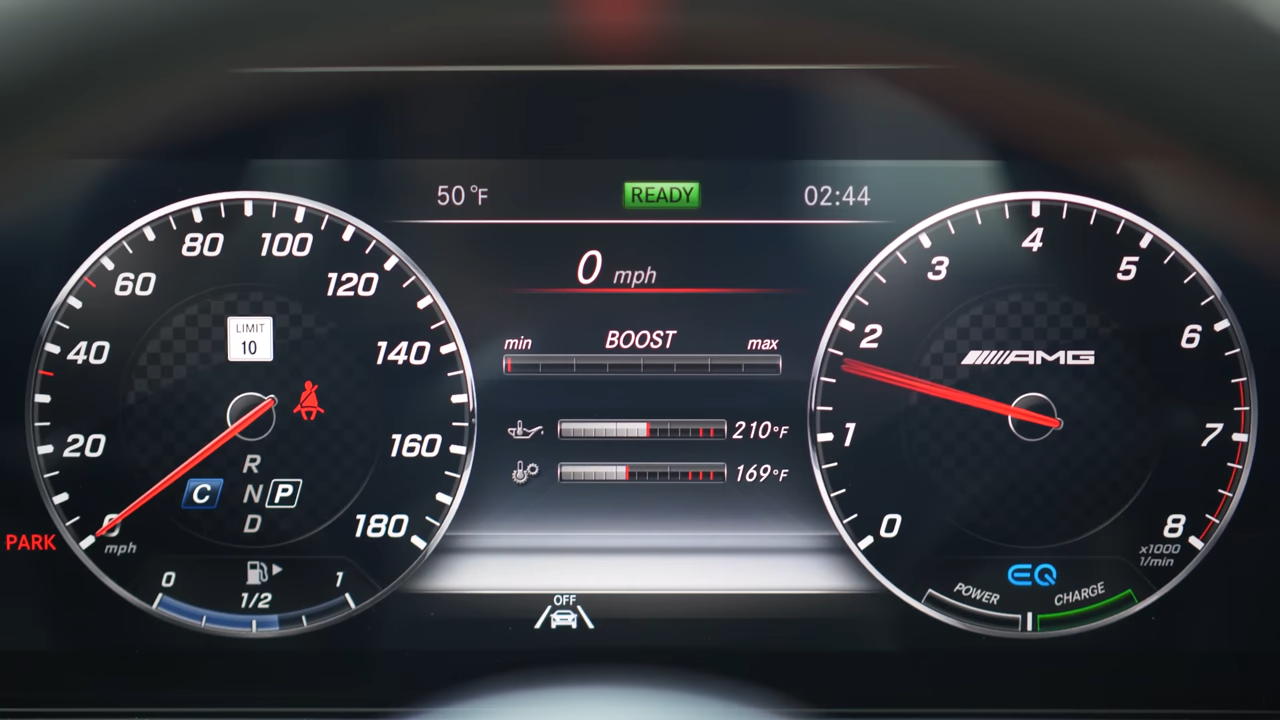 50 °F
READY
02:44
0 mph
BOOST
min
max
210°F
169°F
OFF
0
20
40
60
80
100
120
140
160
180
mph
LIMIT
10
R
N
D
C
P
PARK
0
1/2
1
0
1
2
3
4
5
6
7
8
AMG
x1000
1/min
EQ
POWER
CHARGE